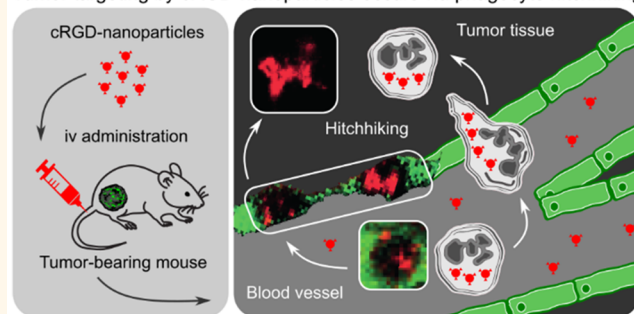 cRGD-nanoparticles
iv administration
Tumor-bearing mouse
Tumor tissue
Hitchhiking
Blood vessel